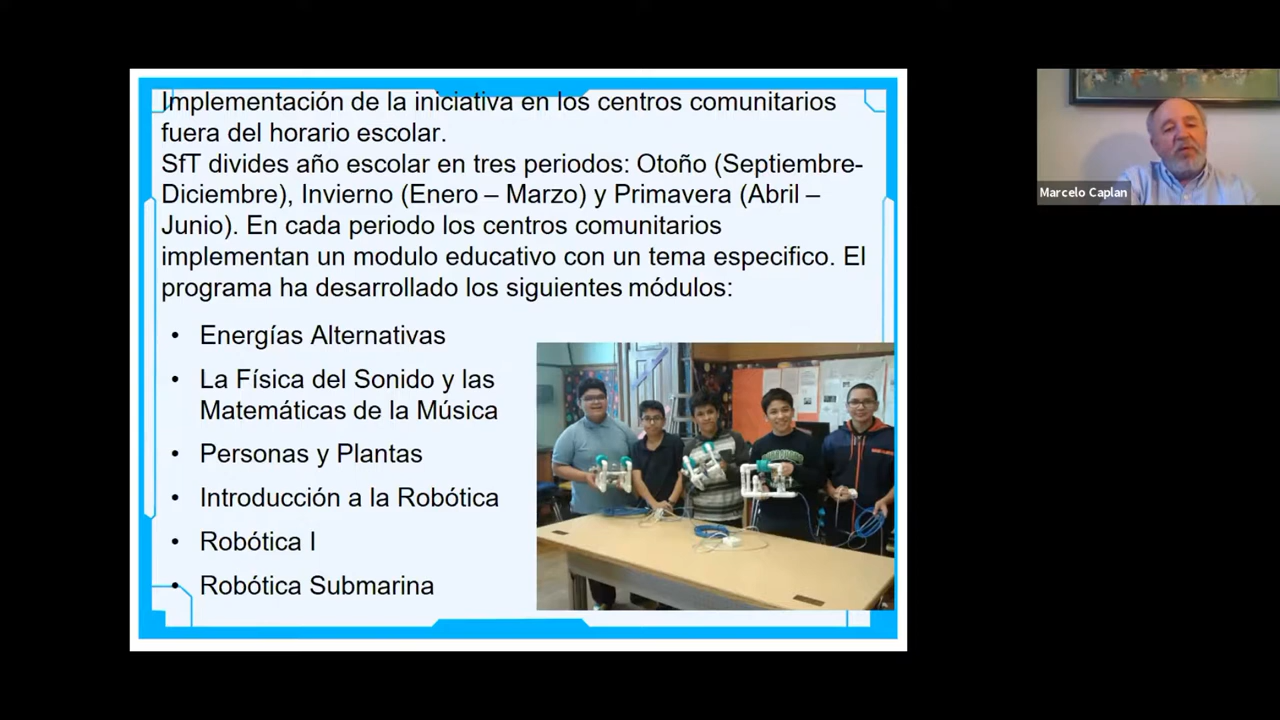 Implementación de la iniciativa en los centros comunitarios
fuera del horario escolar.
SfT divides año escolar en tres periodos: Otoño (Septiembre-
Diciembre), Invierno (Enero – Marzo) y Primavera (Abril –
Junio). En cada periodo los centros comunitarios
implementan un modulo educativo con un tema especifico. El
programa ha desarrollado los siguientes módulos:
• Energías Alternativas
• La Física del Sonido y las
Matemáticas de la Música
• Personas y Plantas
• Introducción a la Robótica
• Robótica I
• Robótica Submarina
Marcelo Caplan